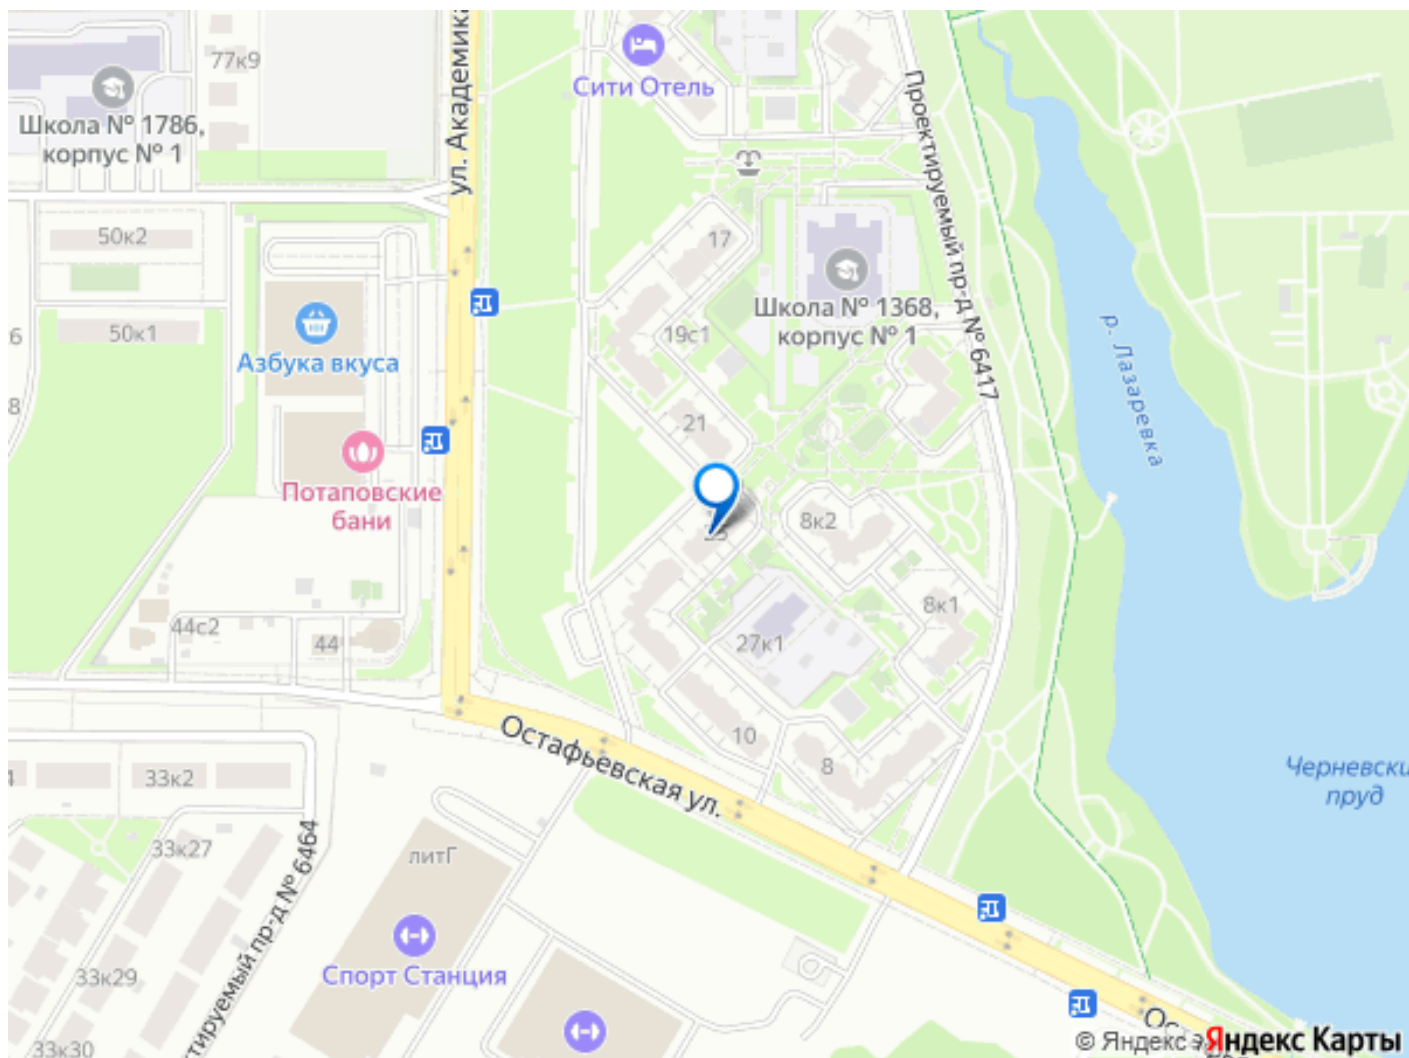 77к9
Сити Отель
ул. Академика
Школа № 1786,
корпус № 1
Проектируемый пр-д № 6417
50к2
17
Школа № 1368,
корпус № 1
50к1
19с1
6
Азбука вкуса
р. Лазаревка
8
21
Потаповские
бани
8к2
8к1
44с2
44
27к1
Остафьевская ул.
10
8
Черневски
пруд
4
33к2
33к27
литГ
Проектируемый пр-д № 6464
33к29
Спорт Станция
33к30
Ос
© Яндекс
Яндекс Карты